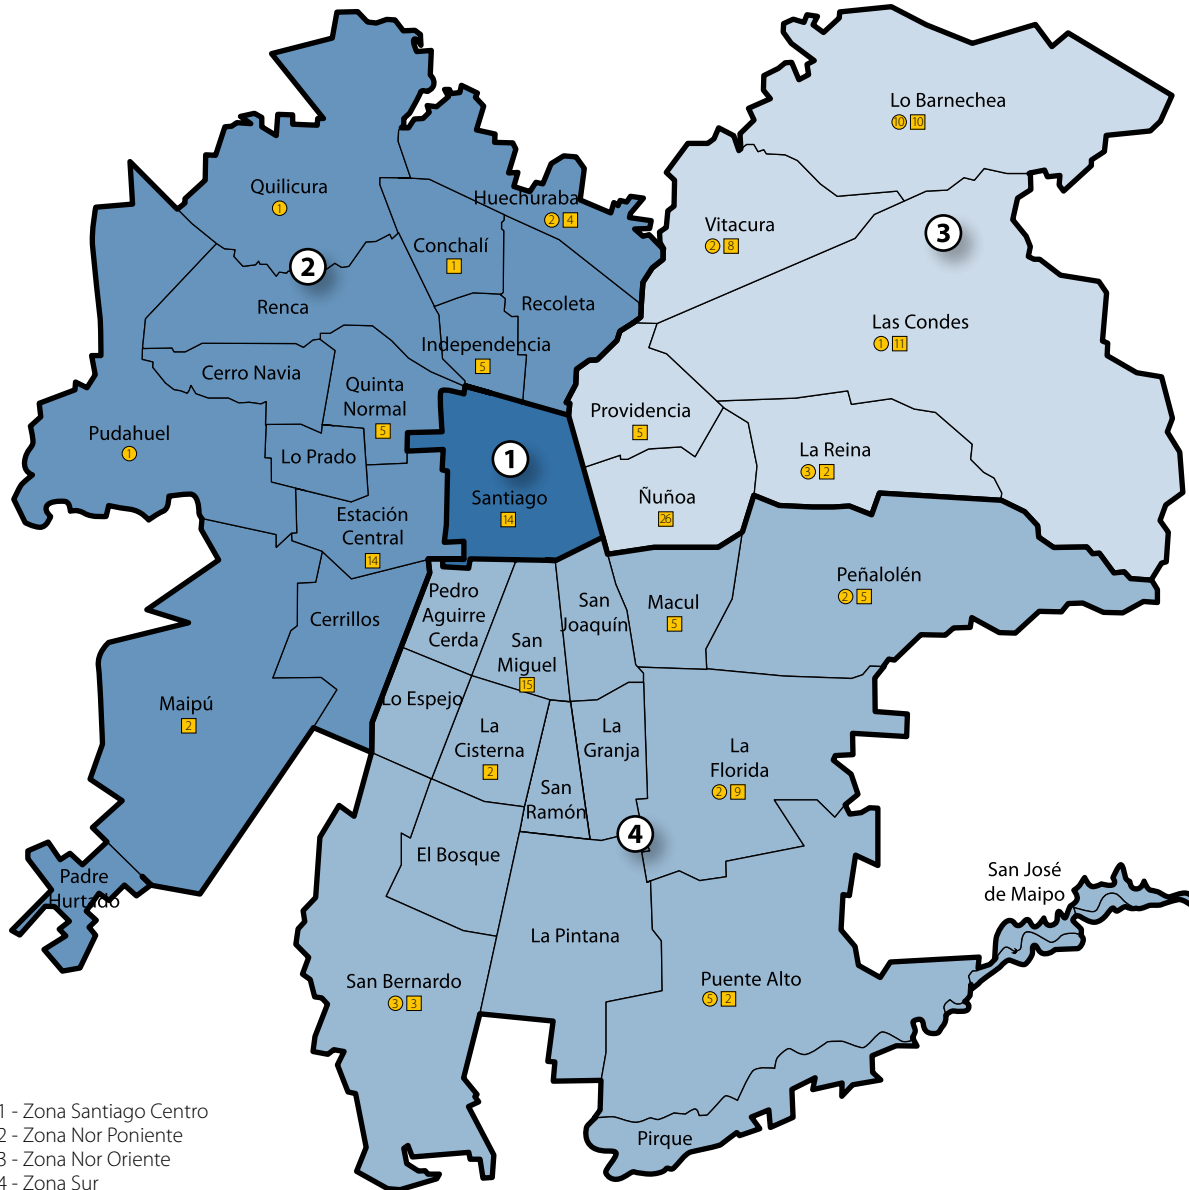 Lo Barnechea
10 10
Quilicura
1
Huechuraba
2 4
Vitacura
2 8
3
Conchalí
1
2
Renca
Recoleta
Las Condes
1 11
Independencia
5
Cerro Navia
Quinta
Normal
5
Providencia
5
Pudahuel
1
Lo Prado
1
La Reina
3 2
Santiago
14
Ñuñoa
26
Estación
Central
14
Peñalolén
2 5
Pedro
Aguirre
Cerda
San
Joaquín
Macul
5
Cerrillos
San
Miguel
15
Maipú
2
Lo Espejo
La
Cisterna
2
La
Granja
La
Florida
2 9
San
Ramón
4
El Bosque
Padre
Hurtado
San José
de Maipo
La Pintana
San Bernardo
3 3
Puente Alto
5 2
Pirque
1 - Zona Santiago Centro
2 - Zona Nor Poniente
3 - Zona Nor Oriente
4 - Zona Sur